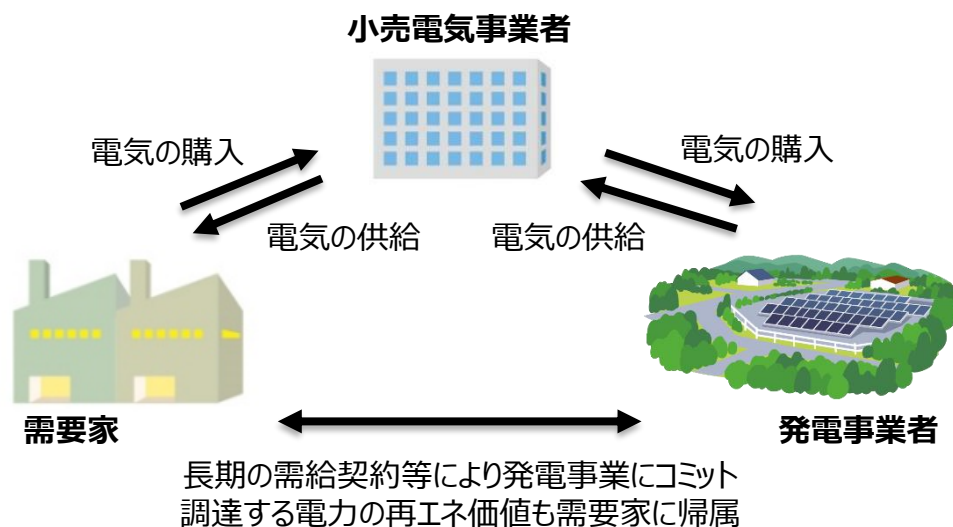 小売電気事業者
電気の購入
電気の購入
電気の供給
電気の供給
需要家
発電事業者
長期の需給契約等により発電事業にコミット
調達する電力の再エネ価値も需要家に帰属